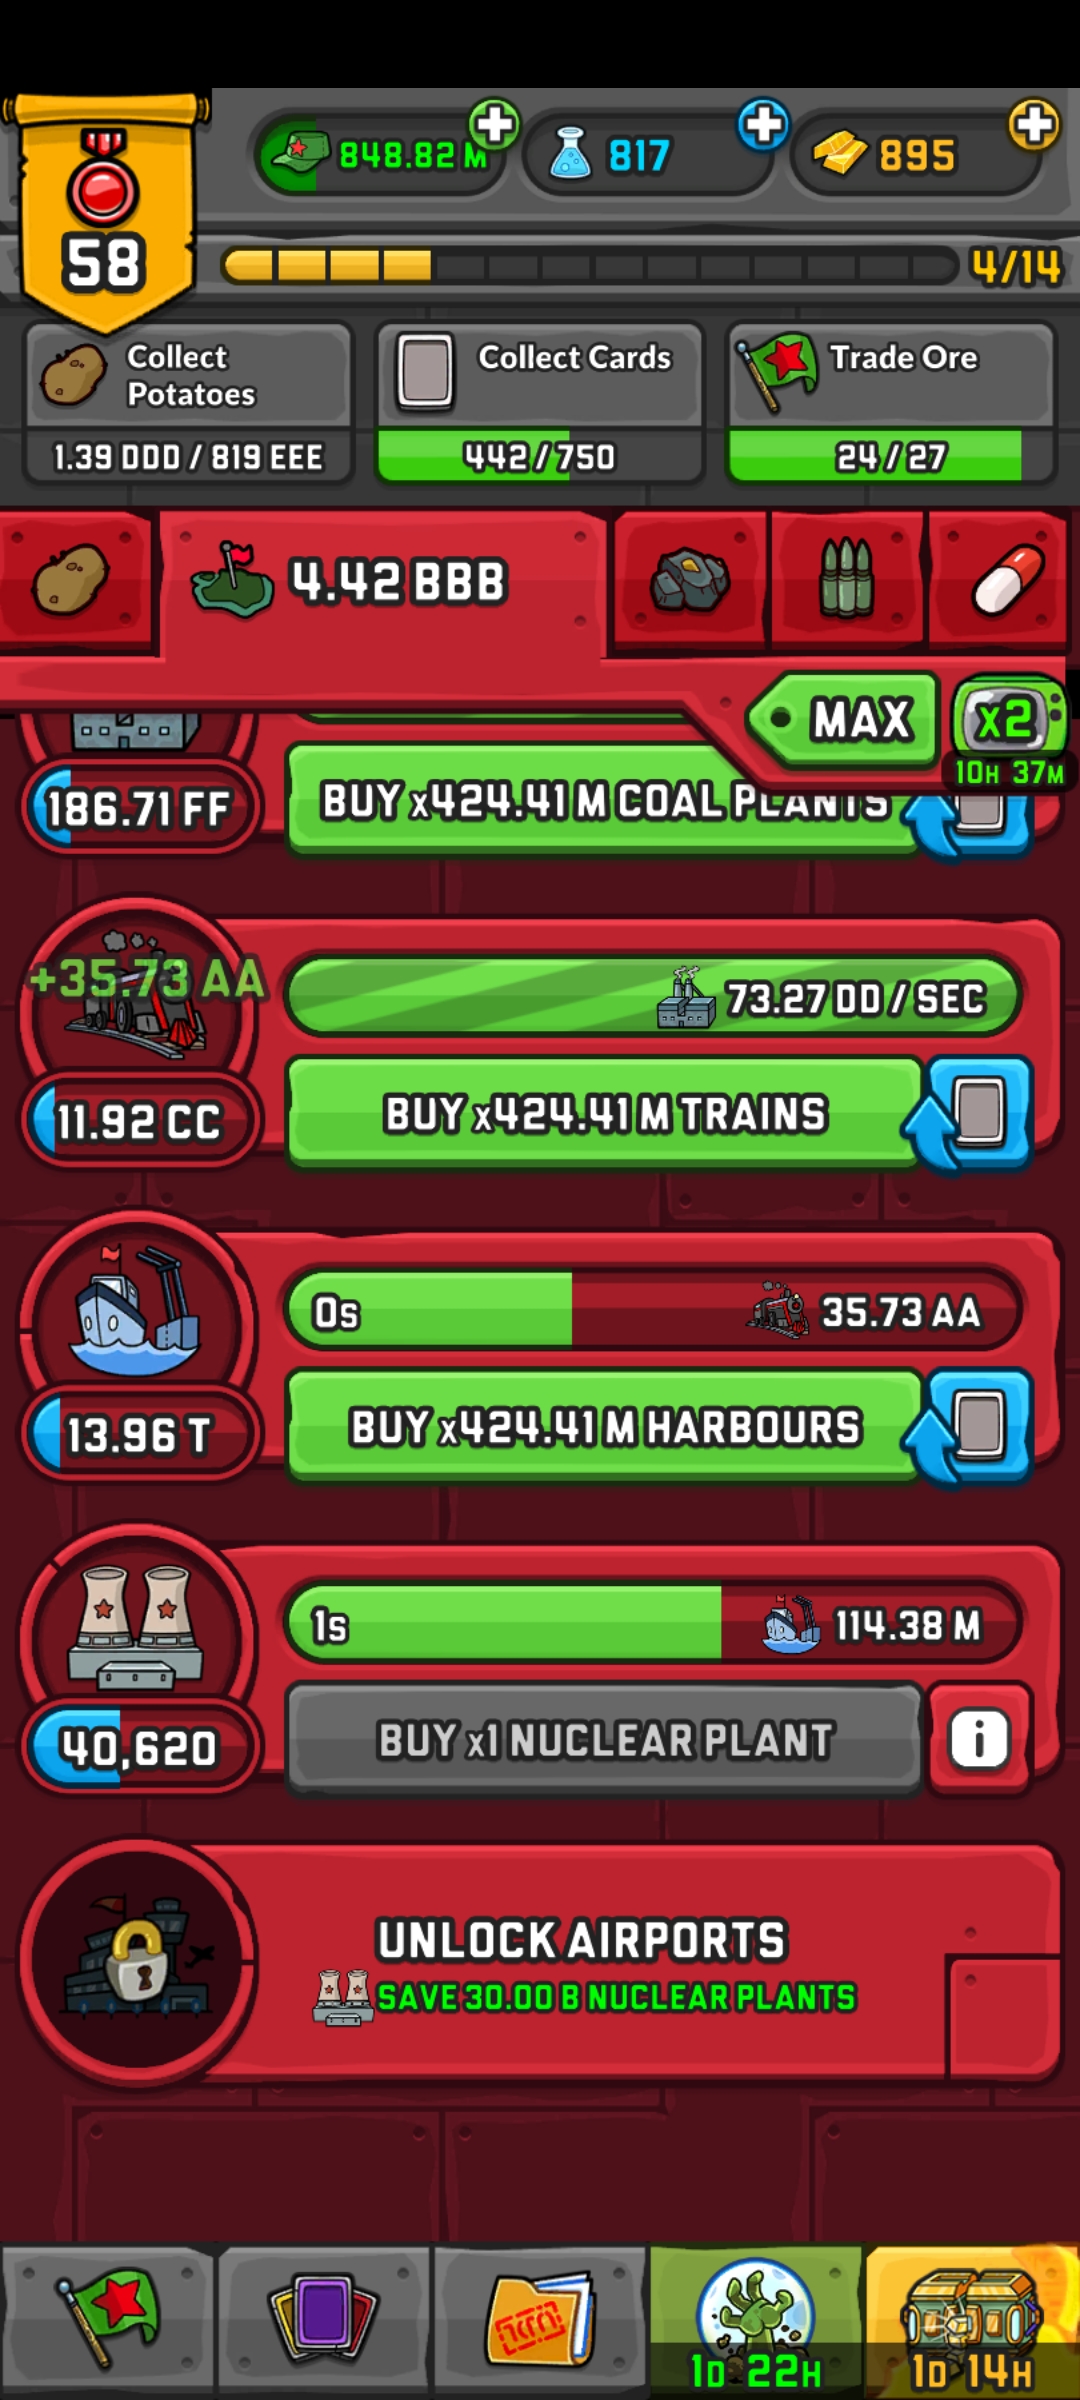 58
848.82 M
817
895
4/14
Collect
Potatoes
1.39 DDD / 819 EEE
Collect Cards
442 / 750
Trade Ore
24 / 27
4.42 BBB
MAX
x2
10H 37M
186.71 FF
BUY x424.41 M COAL PLANTS
+35.73 AA
73.27 DD / SEC
11.92 CC
BUY x424.41 M TRAINS
0s
35.73 AA
13.96 T
BUY x424.41 M HARBOURS
1s
114.38 M
40,620
BUY x1 NUCLEAR PLANT
i
UNLOCK AIRPORTS
SAVE 30.00 B NUCLEAR PLANTS
1D 22H
1D 14H